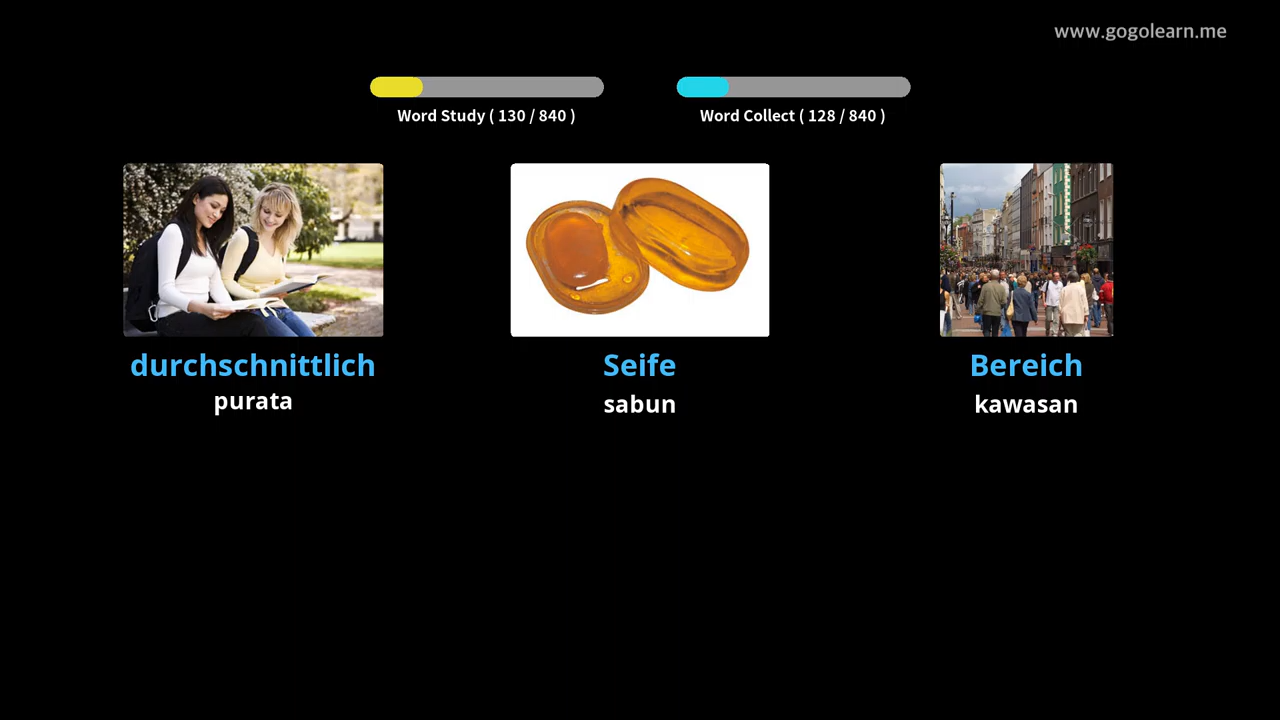 www.gogolearn.me
Word Study ( 130 / 840 )
Word Collect ( 128 / 840 )
durchschnittlich
purata
Seife
sabun
Bereich
kawasan